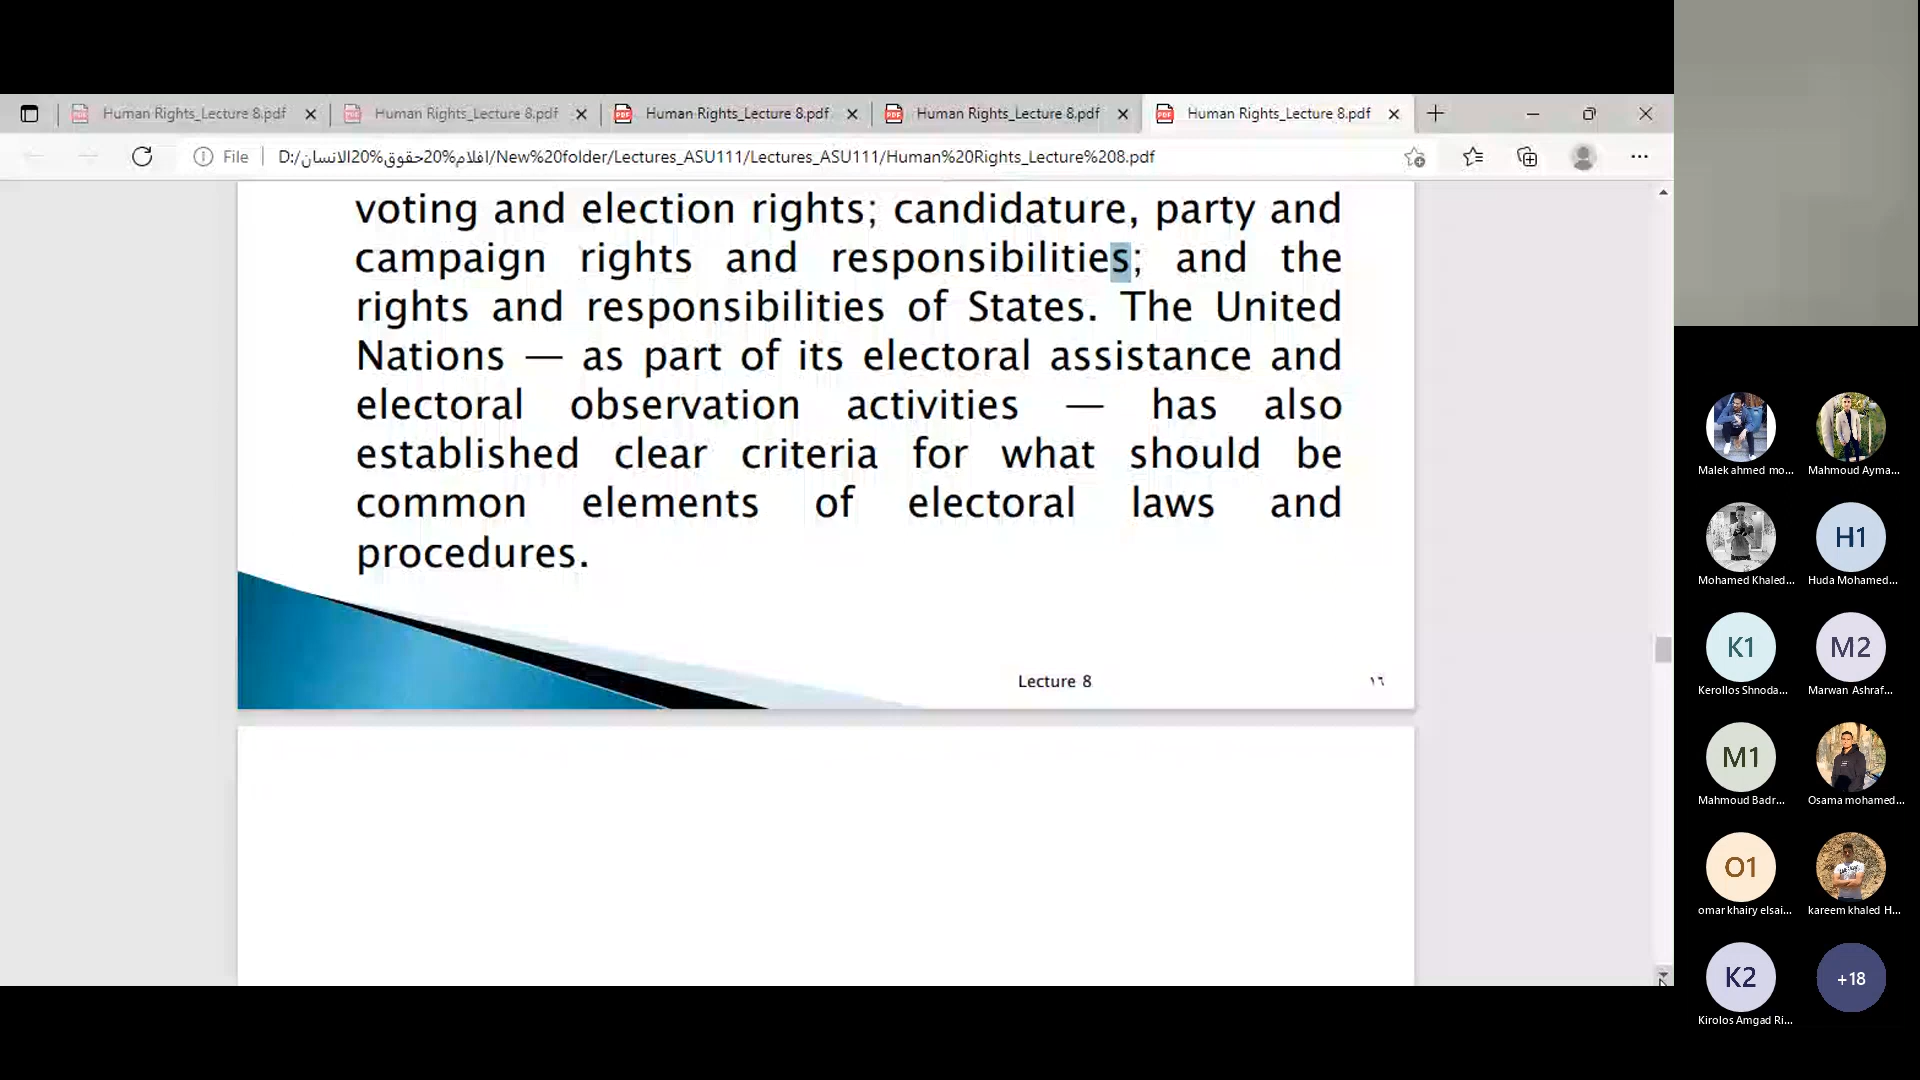 Human Rights_Lecture 8.pdf
Human Rights_Lecture 8.pdf
Human Rights_Lecture 8.pdf
Human Rights_Lecture 8.pdf
Human Rights_Lecture 8.pdf
File
D:/افلام%20حقوق%20الانسان/New%20folder/Lectures_ASU111/Lectures_ASU111/Human%20Rights_Lecture%208.pdf
voting and election rights; candidature, party and
campaign rights and responsibilities; and the
rights and responsibilities of States. The United
Nations — as part of its electoral assistance and
electoral observation activities — has also
established clear criteria for what should be
common elements of electoral laws and
procedures.
Lecture 8
١٦
Malek ahmed mo...
Mahmoud Ayma...
Mohamed Khaled...
H1
Huda Mohamed...
K1
Kerollos Shnoda...
M2
Marwan Ashraf...
M1
Mahmoud Badr...
Osama mohamed...
O1
omar khairy elsai...
kareem khaled H...
K2
Kirolos Amgad Ri...
+18